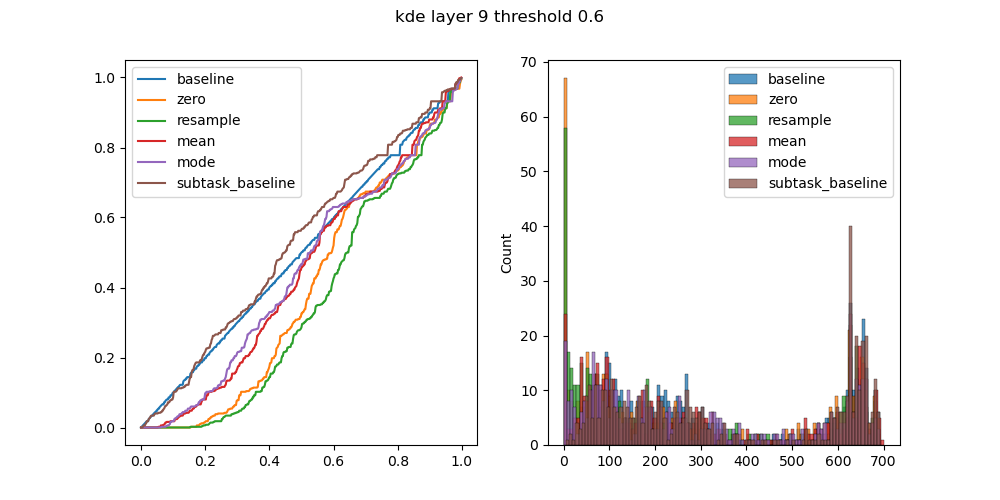 kde layer 9 threshold 0.6
1.0
0.8
0.6
0.4
0.2
0.0
0.0 0.2 0.4 0.6 0.8 1.0
baseline
zero
resample
mean
mode
subtask_baseline
Count
70
60
50
40
30
20
10
0
0 100 200 300 400 500 600 700
baseline
zero
resample
mean
mode
subtask_baseline